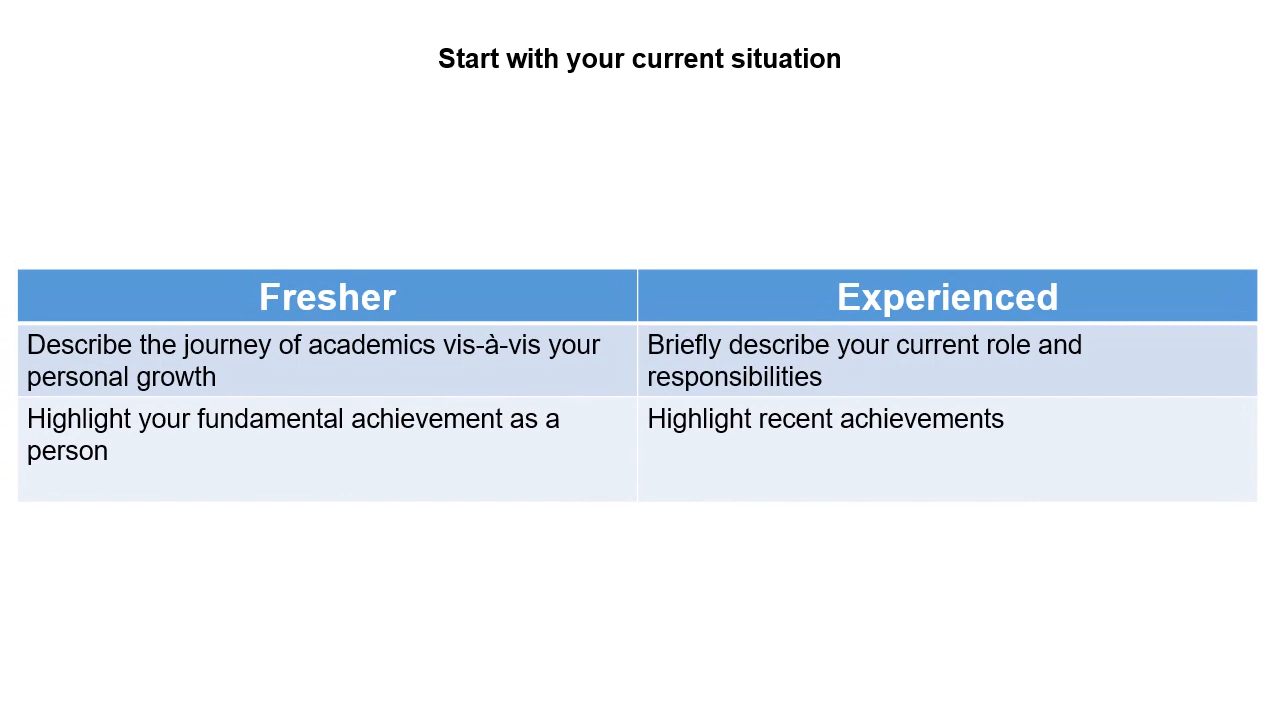 Start with your current situation
Fresher
Experienced
Describe the journey of academics vis-à-vis your
personal growth
Briefly describe your current role and
responsibilities
Highlight your fundamental achievement as a
person
Highlight recent achievements